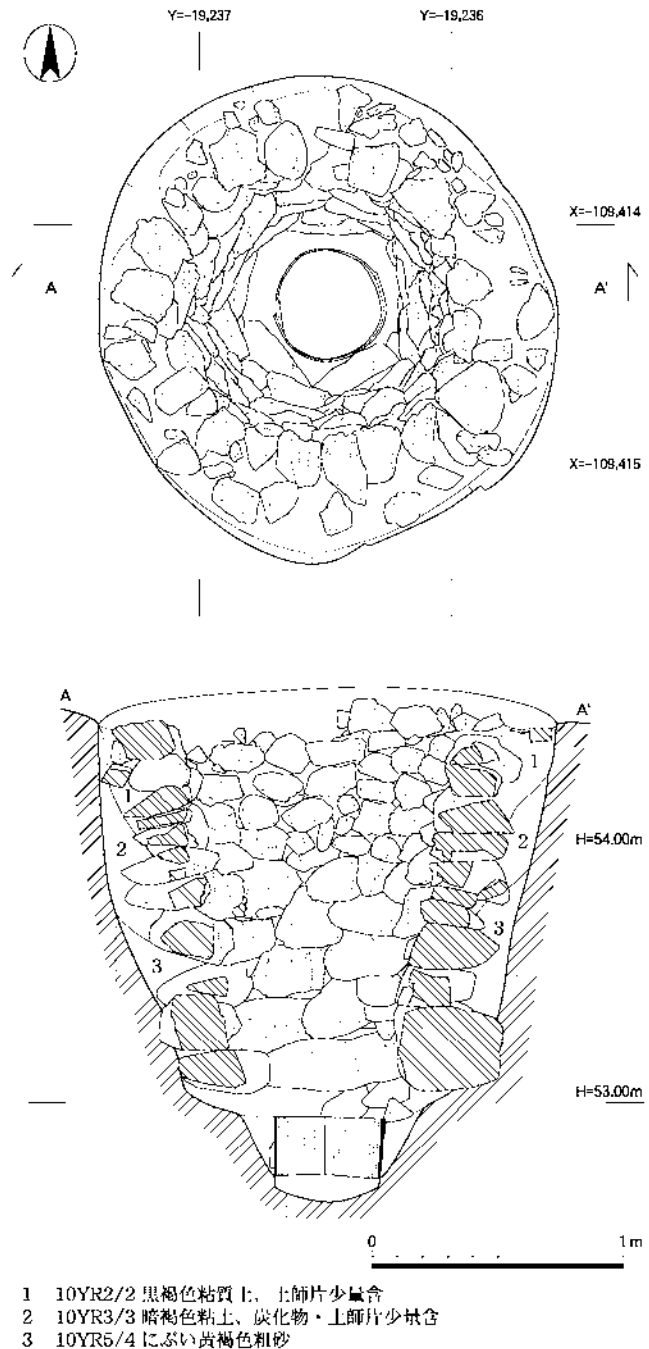 Y=-19,237
Y=-19,236
X=-109,414
A
A'
X=-109,415
A
A'
1
1
2
2
H=54.00m
3
3
H=53.00m
0
1m
1 10YR2/2 黒褐色粘質土、土師片少量含
2 10YR3/3 暗褐色粘土、炭化物・土師片少量含
3 10YR5/4 にぶい黄褐色粗砂